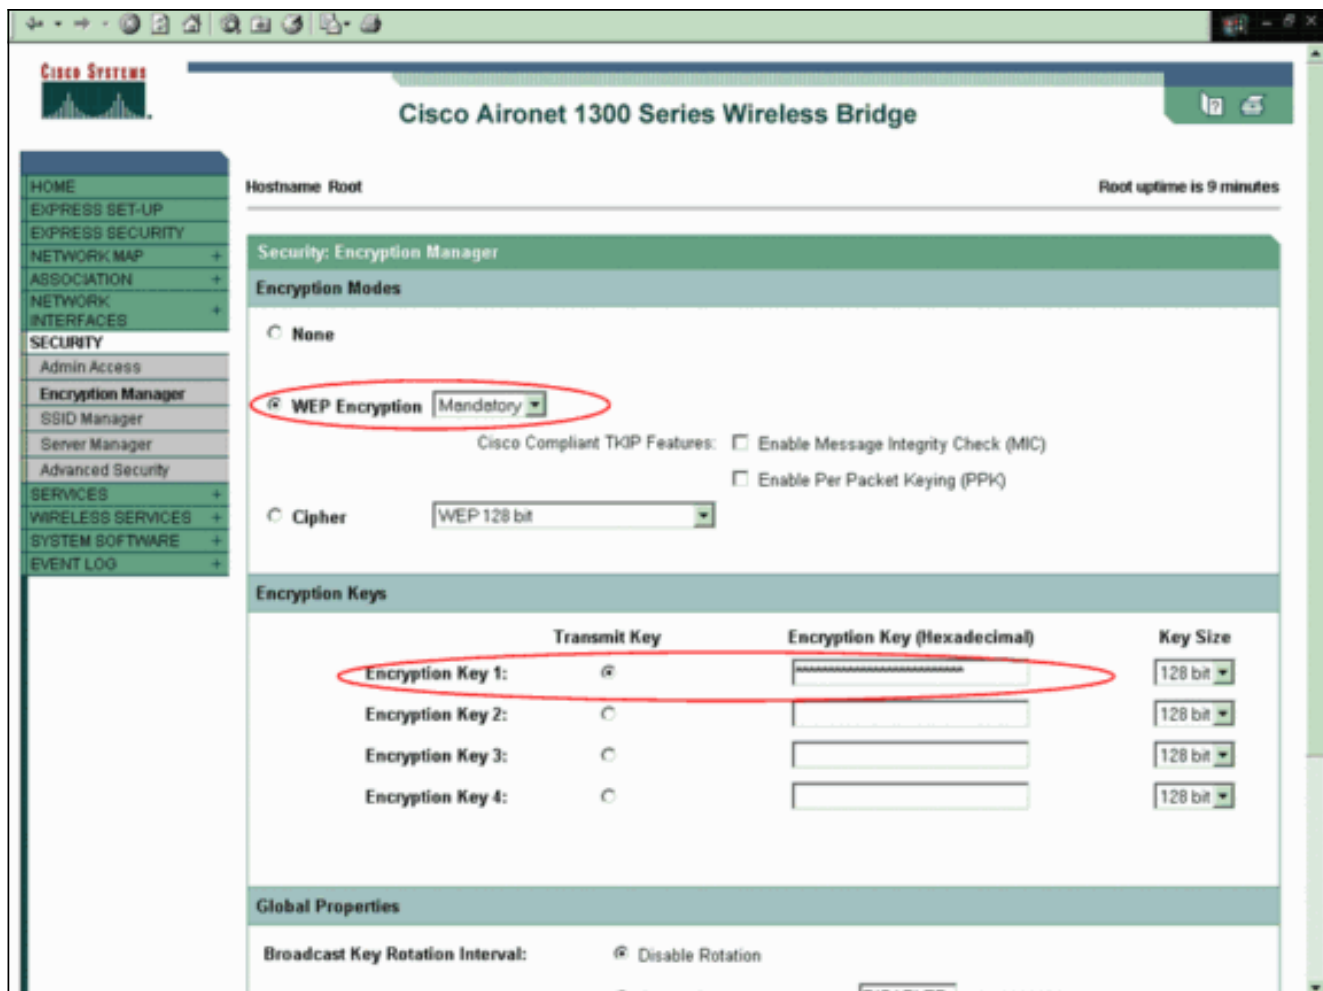 CISCO SYSTEMS
Cisco Aironet 1300 Series Wireless Bridge
HOME
EXPRESS SET-UP
EXPRESS SECURITY
NETWORK MAP +
ASSOCIATION +
NETWORK
INTERFACES +
SECURITY
Admin Access
Encryption Manager
SSID Manager
Server Manager
Advanced Security
SERVICES +
WIRELESS SERVICES +
SYSTEM SOFTWARE +
EVENT LOG +
Hostname Root Root uptime is 9 minutes
Security: Encryption Manager
Encryption Modes
None
WEP Encryption Mandatory
Cisco Compliant TKIP Features: Enable Message Integrity Check (MIC)
Enable Per Packet Keying (PPK)
Cipher WEP 128 bit
Encryption Keys
Transmit Key Encryption Key (Hexadecimal) Key Size
Encryption Key 1: 128 bit
Encryption Key 2: 128 bit
Encryption Key 3: 128 bit
Encryption Key 4: 128 bit
Global Properties
Broadcast Key Rotation Interval: Disable Rotation